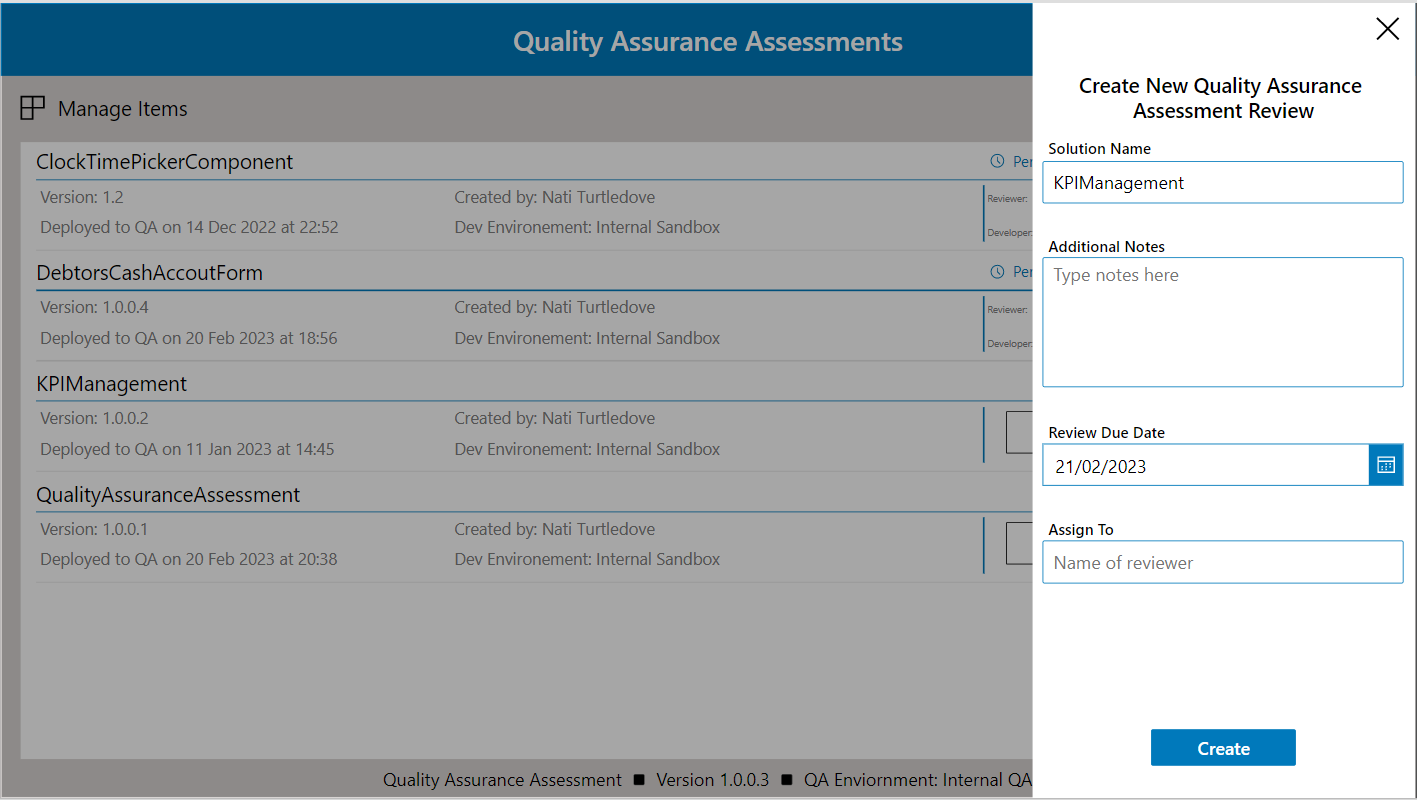 Quality Assurance Assessments
Manage Items
ClockTimePickerComponent
Version: 1.2
Created by: Nati Turtledove
Reviewer:
Deployed to QA on 14 Dec 2022 at 22:52
Dev Environement: Internal Sandbox
Developer:
DebtorsCashAccoutForm
Version: 1.0.0.4
Created by: Nati Turtledove
Reviewer:
Deployed to QA on 20 Feb 2023 at 18:56
Dev Environement: Internal Sandbox
Developer:
KPIManagement
Version: 1.0.0.2
Created by: Nati Turtledove
Deployed to QA on 11 Jan 2023 at 14:45
Dev Environement: Internal Sandbox
QualityAssuranceAssessment
Version: 1.0.0.1
Created by: Nati Turtledove
Deployed to QA on 20 Feb 2023 at 20:38
Dev Environement: Internal Sandbox
Quality Assurance Assessment ■ Version 1.0.0.3 ■ QA Enviornment: Internal QA
Create New Quality Assurance
Assessment Review
Solution Name
KPIManagement
Additional Notes
Type notes here
Review Due Date
21/02/2023
Assign To
Name of reviewer
Create